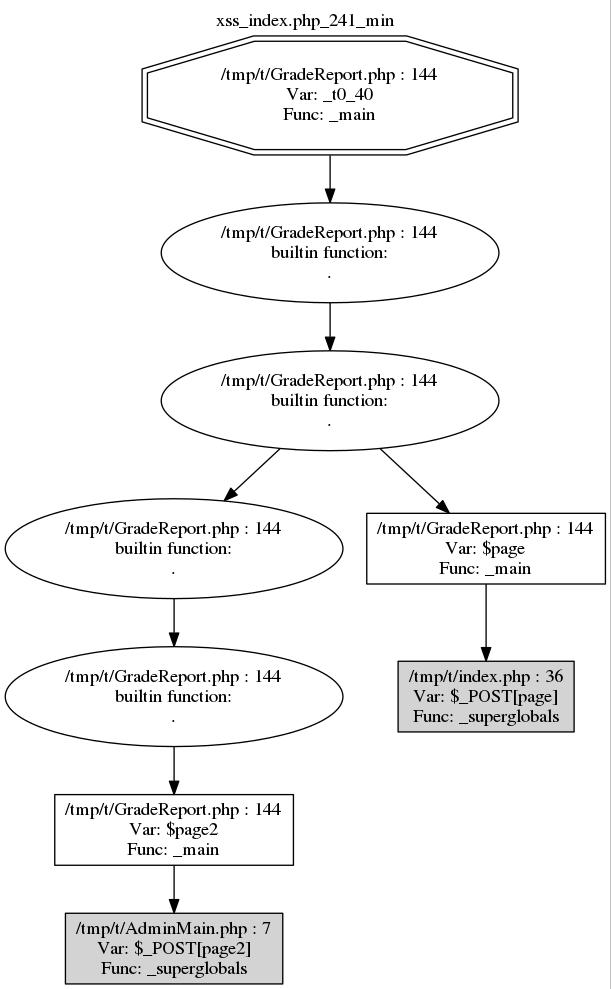 xss_index.php_241_min
/tmp/t/GradeReport.php : 144
Var: _t0_40
Func: _main
/tmp/t/GradeReport.php : 144
builtin function:
.
/tmp/t/GradeReport.php : 144
builtin function:
.
/tmp/t/GradeReport.php : 144
builtin function:
.
/tmp/t/GradeReport.php : 144
Var: $page
Func: _main
/tmp/t/GradeReport.php : 144
builtin function:
.
/tmp/t/index.php : 36
Var: $_POST[page]
Func: _superglobals
/tmp/t/GradeReport.php : 144
Var: $page2
Func: _main
/tmp/t/AdminMain.php : 7
Var: $_POST[page2]
Func: _superglobals